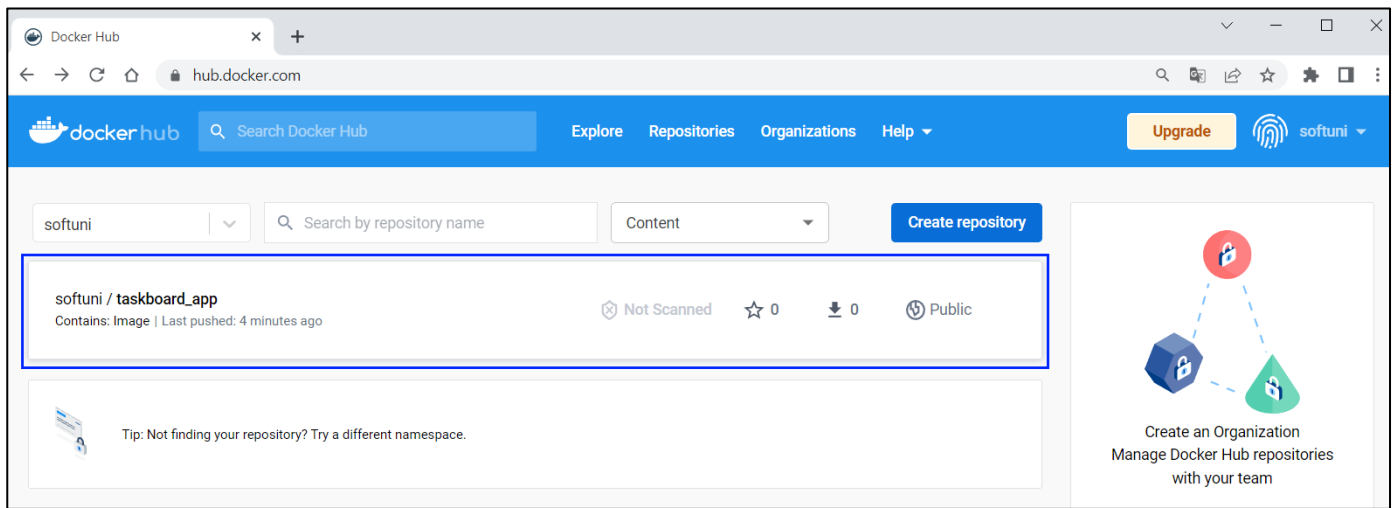 Docker Hub
hub.docker.com
dockerhub Search Docker Hub Explore Repositories Organizations Help Upgrade softuni
softuni Search by repository name Content Create repository
softuni / taskboard_app
Contains: Image | Last pushed: 4 minutes ago
Not Scanned 0 0 Public
Tip: Not finding your repository? Try a different namespace.
Create an Organization
Manage Docker Hub repositories
with your team